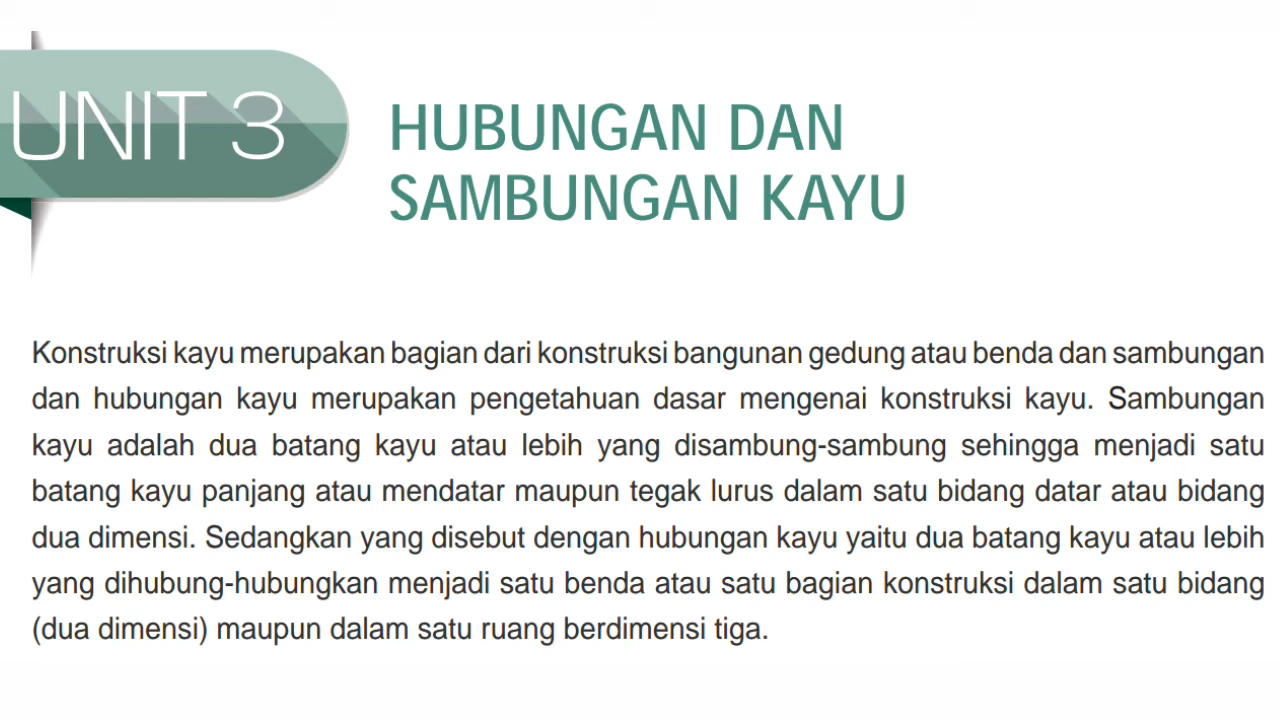 UNIT 3
HUBUNGAN DAN
SAMBUNGAN KAYU
Konstruksi kayu merupakan bagian dari konstruksi bangunan gedung atau benda dan sambungan
dan hubungan kayu merupakan pengetahuan dasar mengenai konstruksi kayu. Sambungan
kayu adalah dua batang kayu atau lebih yang disambung-sambung sehingga menjadi satu
batang kayu panjang atau mendatar maupun tegak lurus dalam satu bidang datar atau bidang
dua dimensi. Sedangkan yang disebut dengan hubungan kayu yaitu dua batang kayu atau lebih
yang dihubung-hubungkan menjadi satu benda atau satu bagian konstruksi dalam satu bidang
(dua dimensi) maupun dalam satu ruang berdimensi tiga.